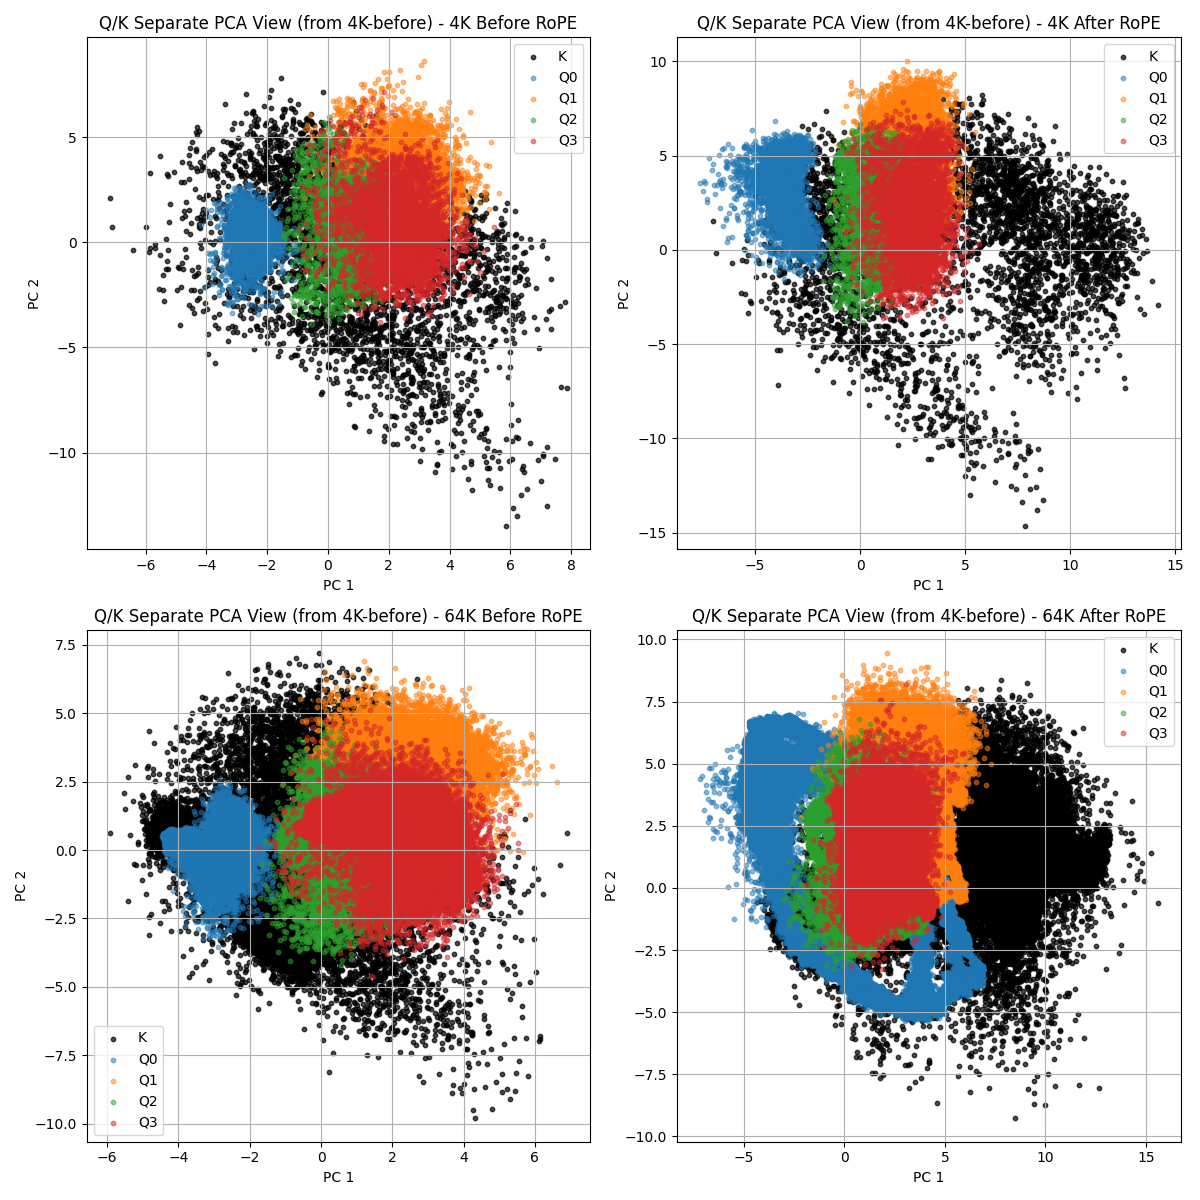 Q/K Separate PCA View (from 4K-before) - 4K Before RoPE
K
Q0
Q1
Q2
Q3
5
0
−5
−10
PC 2
−6
−4
−2
0
2
4
6
8
PC 1
Q/K Separate PCA View (from 4K-before) - 4K After RoPE
K
Q0
Q1
Q2
Q3
10
5
0
−5
−10
−15
PC 2
−5
0
5
10
15
PC 1
Q/K Separate PCA View (from 4K-before) - 64K Before RoPE
7.5
5.0
2.5
0.0
−2.5
−5.0
−7.5
−10.0
PC 2
K
Q0
Q1
Q2
Q3
−6
−4
−2
0
2
4
6
PC 1
Q/K Separate PCA View (from 4K-before) - 64K After RoPE
K
Q0
Q1
Q2
Q3
10.0
7.5
5.0
2.5
0.0
−2.5
−5.0
−7.5
−10.0
PC 2
−5
0
5
10
15
PC 1